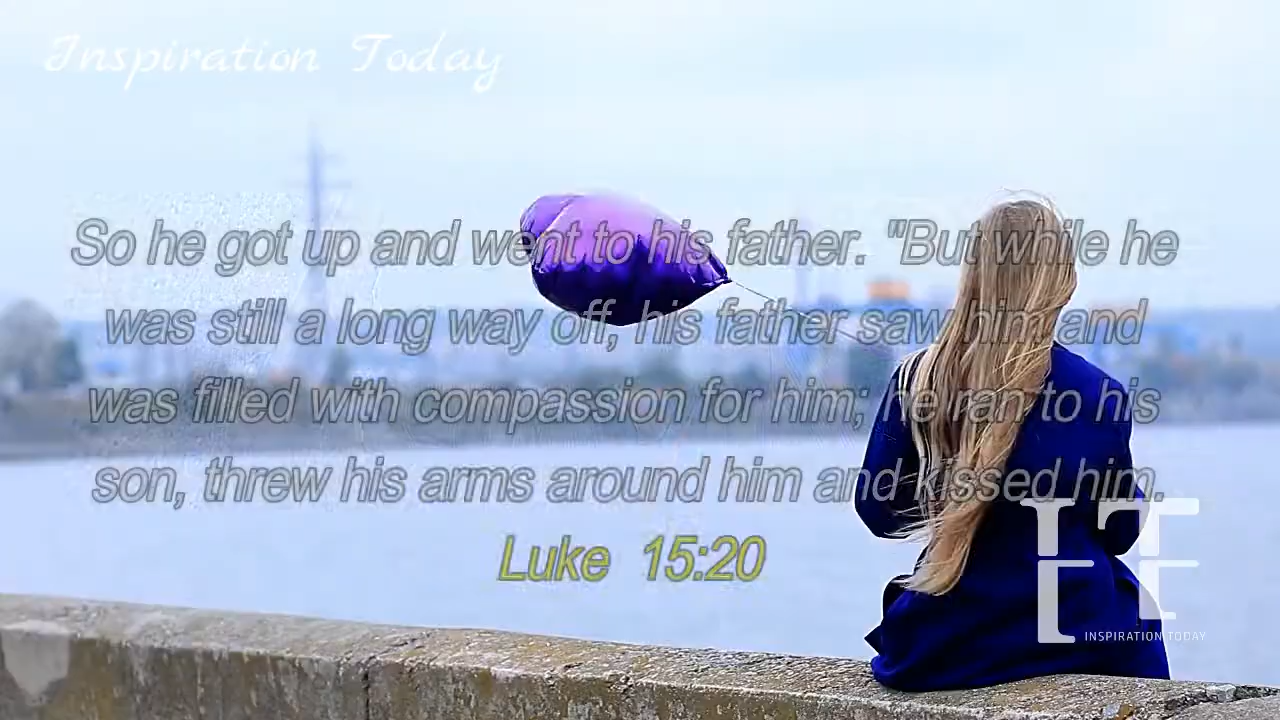 Inspiration Today
So he got up and went to his father. "But while he
was still a long way off, his father saw him and
was filled with compassion for him; he ran to his
son, threw his arms around him and kissed him.
Luke 15:20
IT
INSPIRATION TODAY